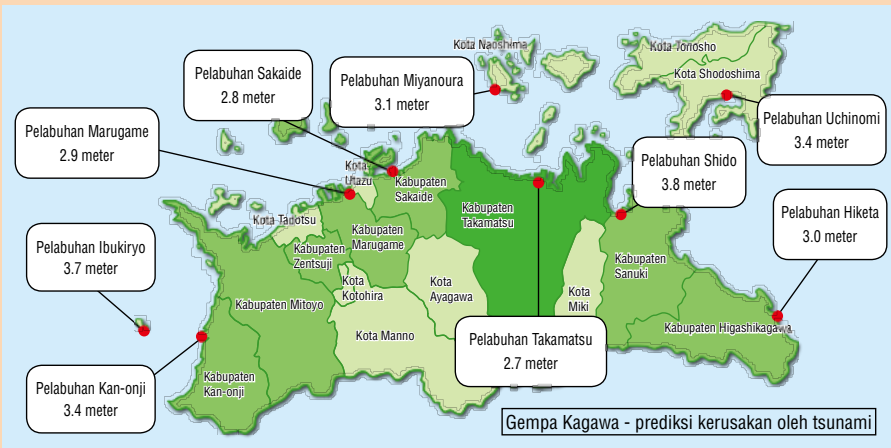 Kota Naoshima
Kota Tonosho
Kota Shodoshima
Pelabuhan Sakaide
2.8 meter
Pelabuhan Miyanoura
3.1 meter
Pelabuhan Uchinomi
3.4 meter
Pelabuhan Marugame
2.9 meter
Pelabuhan Shido
3.8 meter
Kota
Utazu
Kabupaten
Sakaide
Kabupaten
Takamatsu
Pelabuhan Hiketa
3.0 meter
Kota Tadotsu
Kabupaten
Marugame
Pelabuhan Ibukiryo
3.7 meter
Kabupaten
Zentsuji
Kabupaten
Sanuki
Kota
Kotohira
Kota
Ayagawa
Kota
Miki
Kabupaten Mitoyo
Kota Manno
Kabupaten Higashikagawa
Pelabuhan Takamatsu
2.7 meter
Pelabuhan Kan-onji
3.4 meter
Kabupaten
Kan-onji
Gempa Kagawa - prediksi kerusakan oleh tsunami